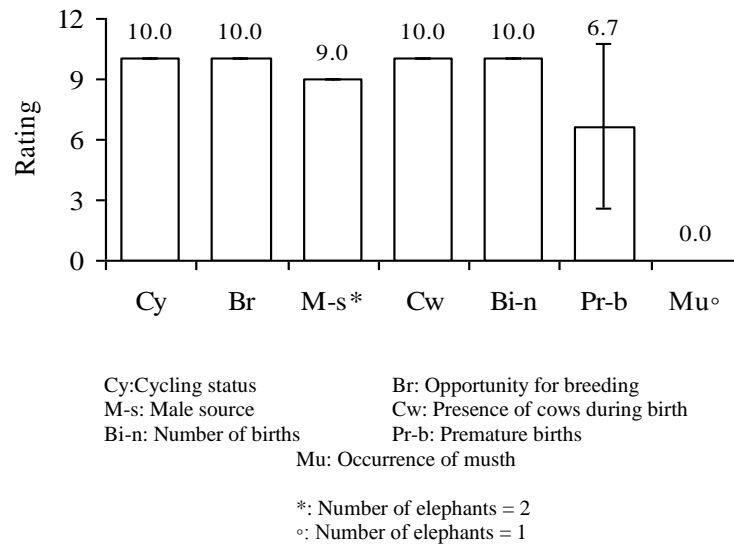 12
10.0 10.0 9.0 10.0 10.0 6.7
9
6
3
0.0
0
Rating
Cy Br M-s* Cw Bi-n Pr-b Mu◦
Cy:Cycling status Br: Opportunity for breeding
M-s: Male source Cw: Presence of cows during birth
Bi-n: Number of births Pr-b: Premature births
Mu: Occurrence of musth
*: Number of elephants = 2
◦: Number of elephants = 1